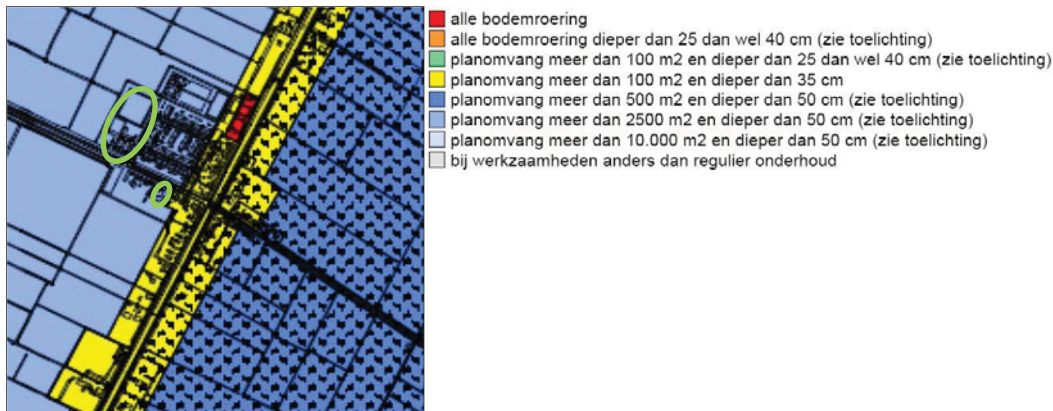 alle bodemroering
alle bodemroering dieper dan 25 dan wel 40 cm (zie toelichting)
planomvang meer dan 100 m2 en dieper dan 25 dan wel 40 cm (zie toelichting)
planomvang meer dan 100 m2 en dieper dan 35 cm
planomvang meer dan 500 m2 en dieper dan 50 cm (zie toelichting)
planomvang meer dan 2500 m2 en dieper dan 50 cm (zie toelichting)
planomvang meer dan 10.000 m2 en dieper dan 50 cm (zie toelichting)
bij werkzaamheden anders dan regulier onderhoud